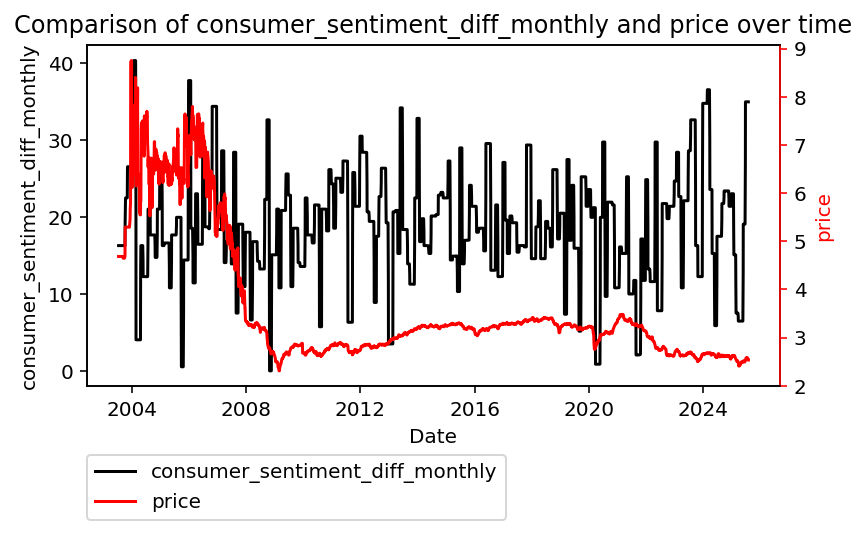 Comparison of consumer_sentiment_diff_monthly and price over time
consumer_sentiment_diff_monthly
40
30
20
10
0
9
8
7
6
5
4
3
2
price
2004 2008 2012 2016 2020 2024
Date
consumer_sentiment_diff_monthly
price